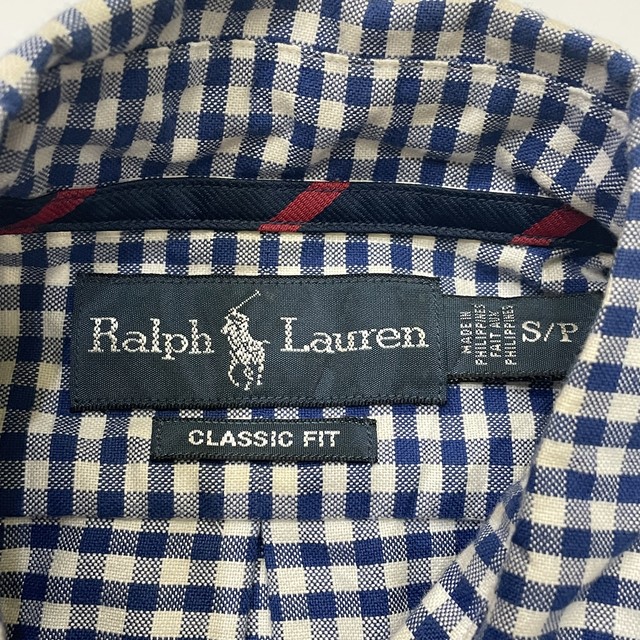 Ralph Lauren
MADE IN
PHILIPPINES
FAIT AUX
PHILIPPINES
S/P
CLASSIC FIT